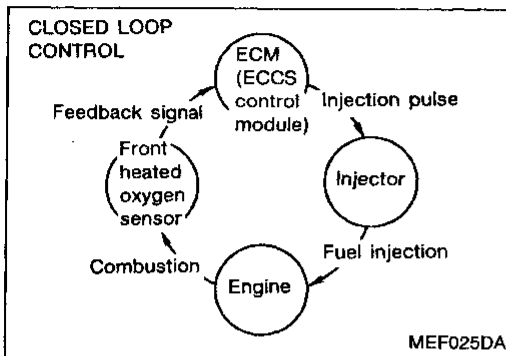 CLOSED LOOP
CONTROL
ECM
(ECCS
control
module)
Feedback signal
Injection pulse
Front
heated
oxygen
sensor
Injector
Combustion
Fuel injection
Engine
MEF025DA